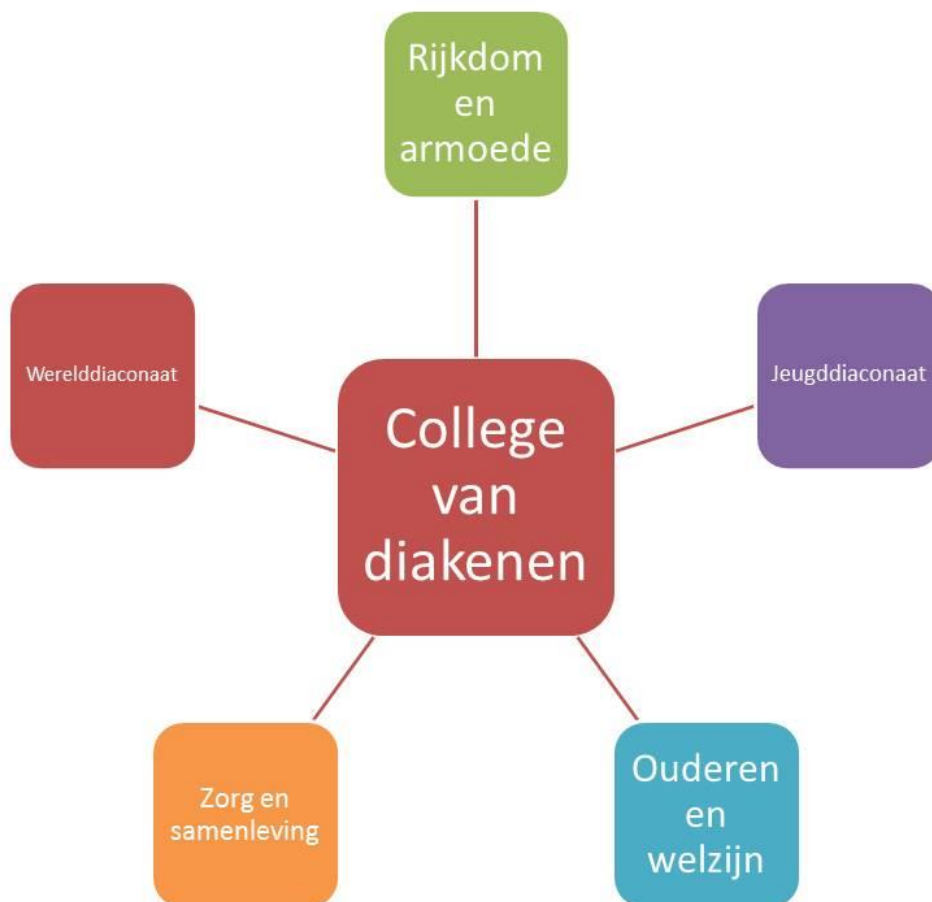 Rijkdom
en
armoede
Werelddiaconaat
Jeugddiaconaat
College
van
diakenen
Zorg en
samenleving
Ouderen
en
welzijn